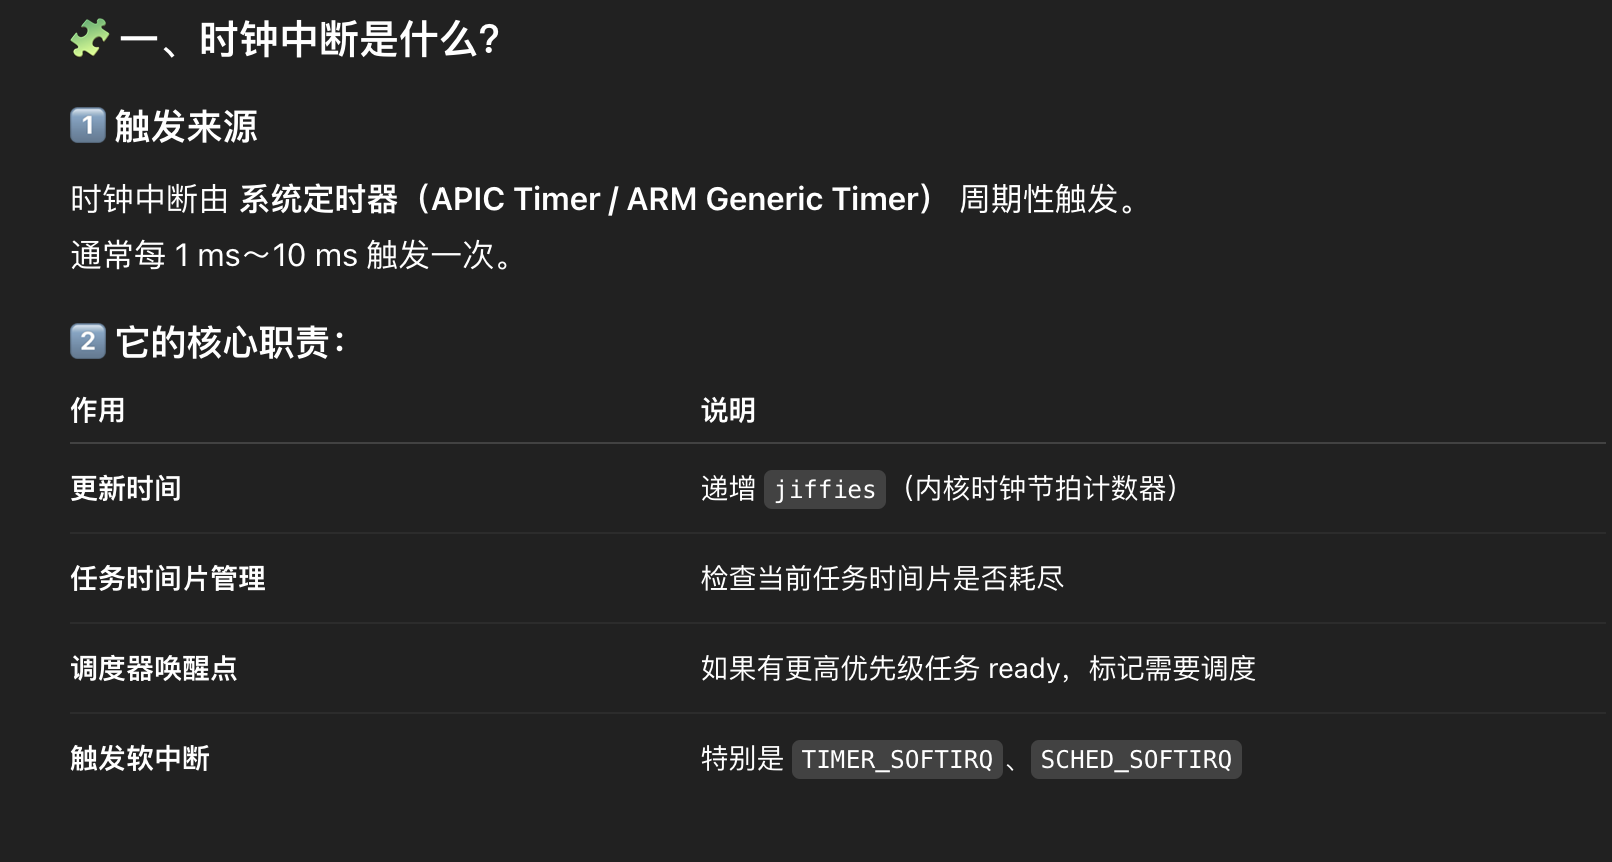 🧩 一、时钟中断是什么?
1️⃣ 触发来源
时钟中断由 系统定时器（APIC Timer / ARM Generic Timer） 周期性触发。
通常每 1 ms～10 ms 触发一次。
2️⃣ 它的核心职责：
作用 说明
更新时间 递增 jiffies （内核时钟节拍计数器）
任务时间片管理 检查当前任务时间片是否耗尽
调度器唤醒点 如果有更高优先级任务 ready，标记需要调度
触发软中断 特别是 TIMER_SOFTIRQ 、 SCHED_SOFTIRQ